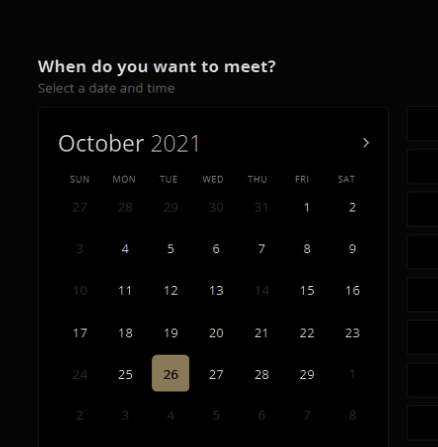 When do you want to meet?
Select a date and time
October 2021
SUN MON TUE WED THU FRI SAT
27 28 29 30 31 1 2
3 4 5 6 7 8 9
10 11 12 13 14 15 16
17 18 19 20 21 22 23
24 25 26 27 28 29 1
2 3 4 5 6 7 8